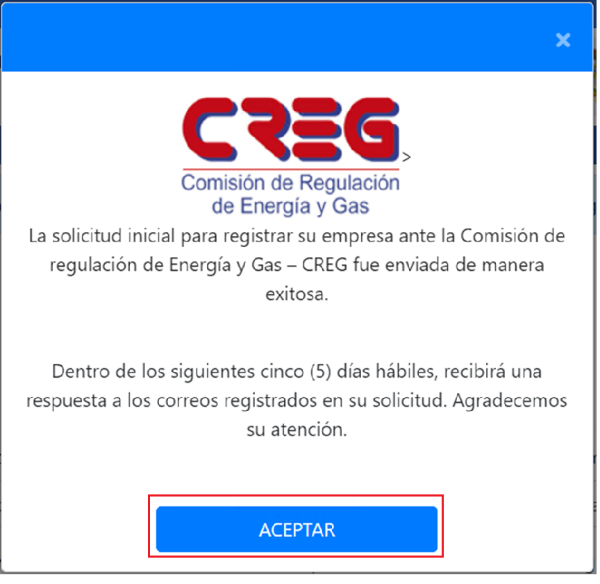 ×
CREG
>
Comisión de Regulación
de Energía y Gas
La solicitud inicial para registrar su empresa ante la Comisión de
regulación de Energía y Gas – CREG fue enviada de manera
exitosa.
Dentro de los siguientes cinco (5) días hábiles, recibirá una
respuesta a los correos registrados en su solicitud. Agradecemos
su atención.
ACEPTAR